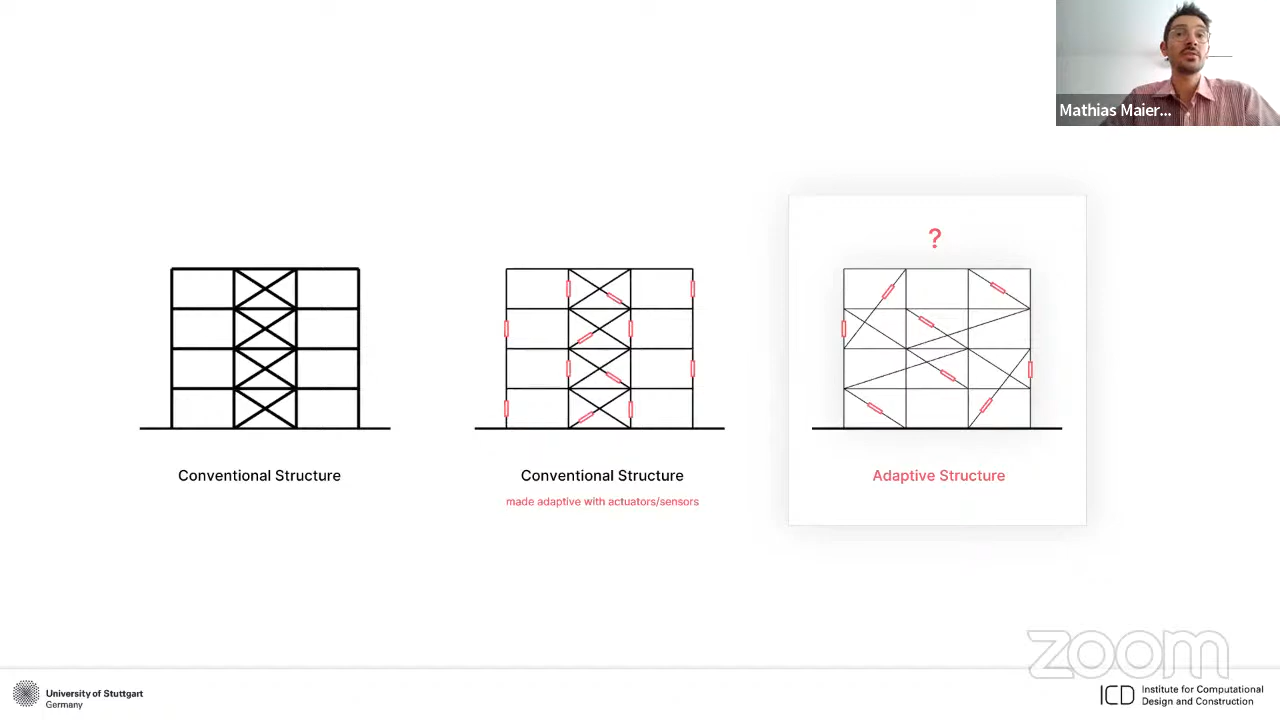 Mathias Maier...
?
Conventional Structure
Conventional Structure
made adaptive with actuators/sensors
Adaptive Structure
zoom
University of Stuttgart
Germany
ICD
Institute for Computational
Design and Construction